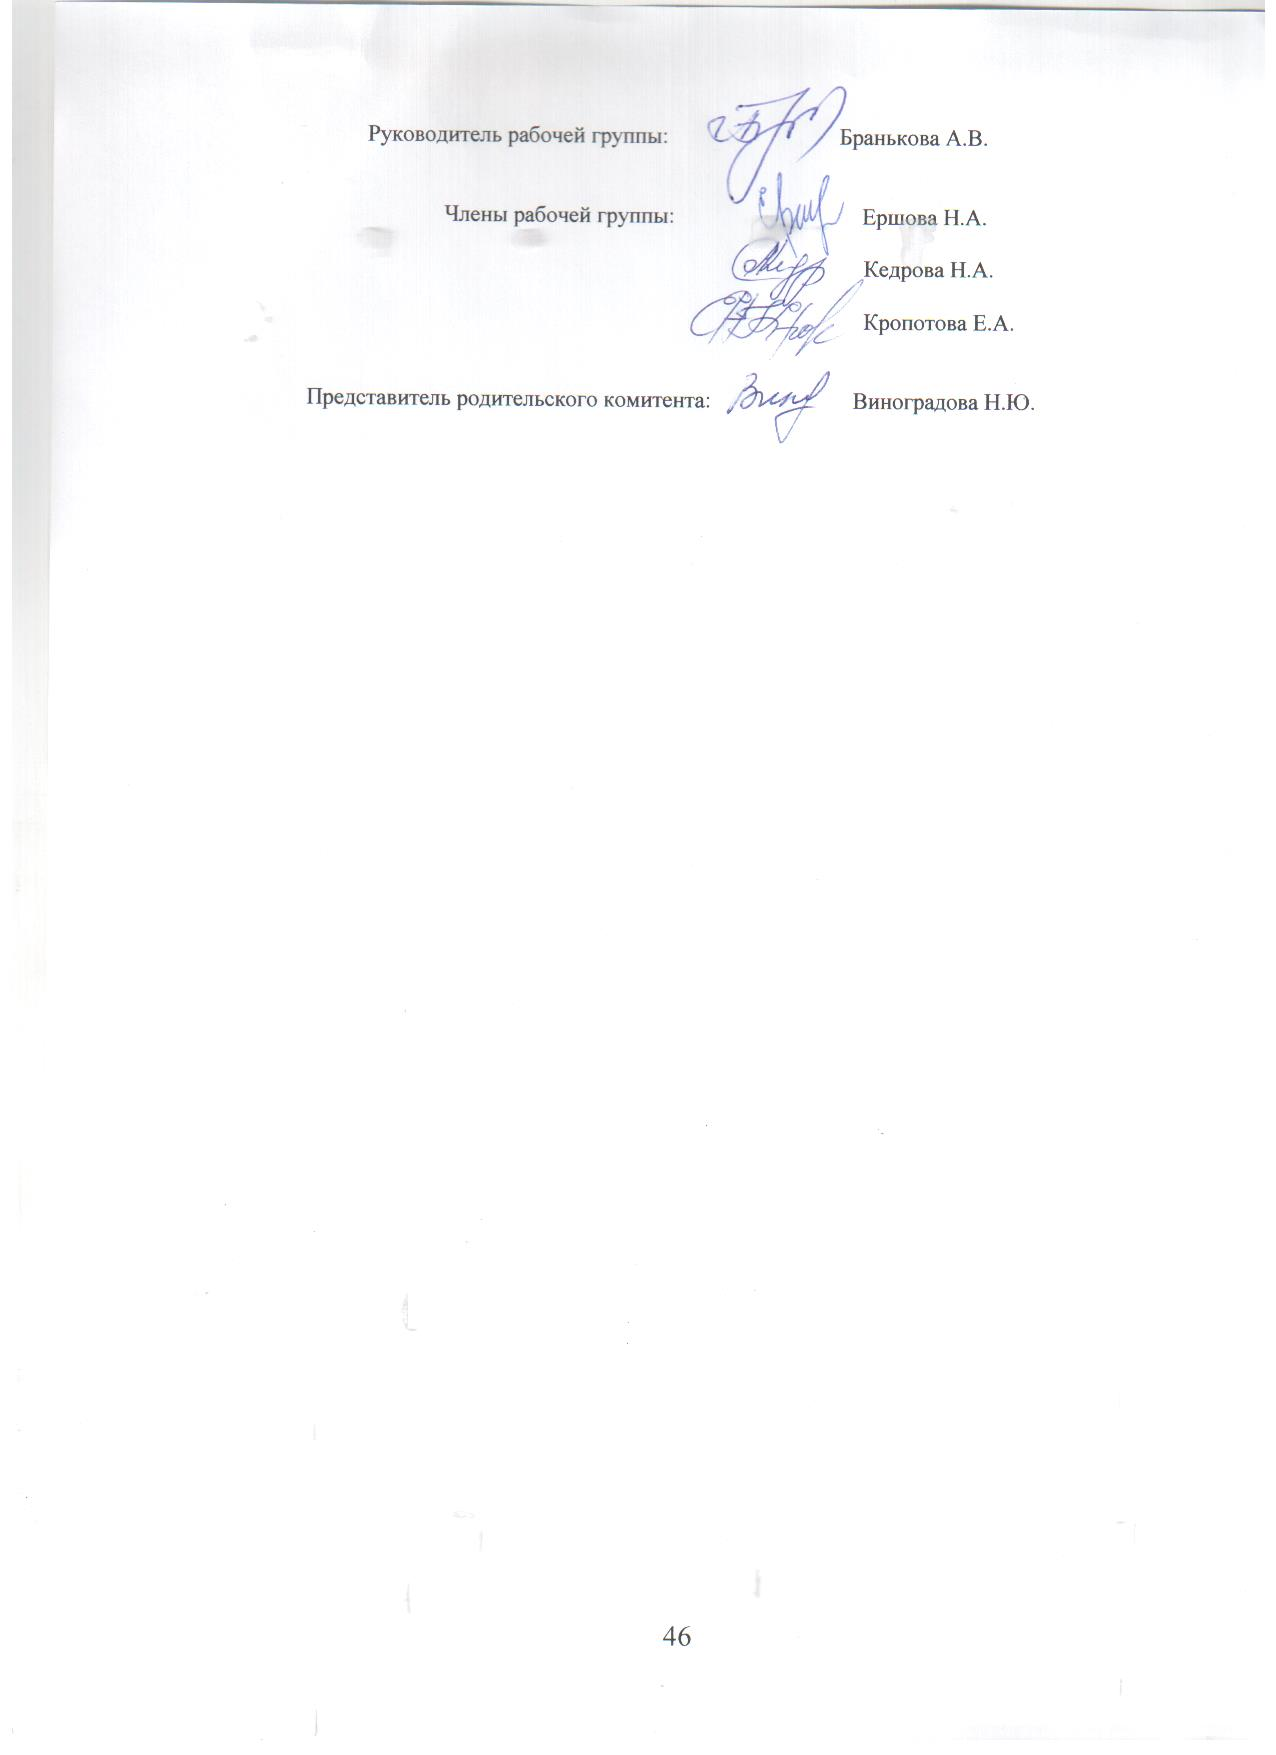 Руководитель рабочей группы: Бранькова А.В.
Члены рабочей группы: Ершова Н.А.
Кедрова Н.А.
Кропотова Е.А.
Представитель родительского комитента: Виноградова Н.Ю.
46